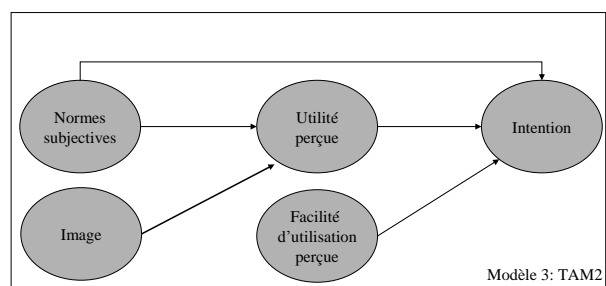 Normes
subjectives
Utilité
perçue
Intention
Image
Facilité
d'utilisation
perçue
Modèle 3: TAM2